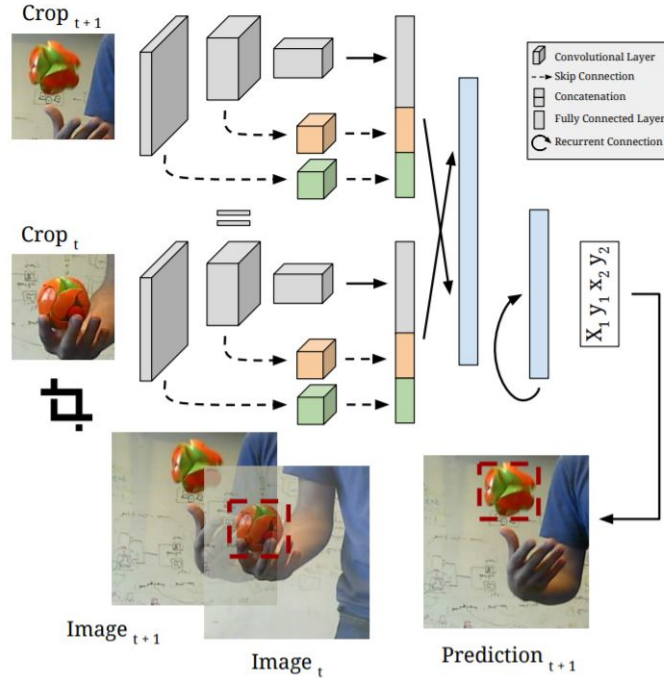 Crop t + 1
Convolutional Layer
Skip Connection
Concatenation
Fully Connected Layer
Recurrent Connection
=
Crop t
X1 y1 x2 y2
Image t + 1
Image t
Prediction t + 1